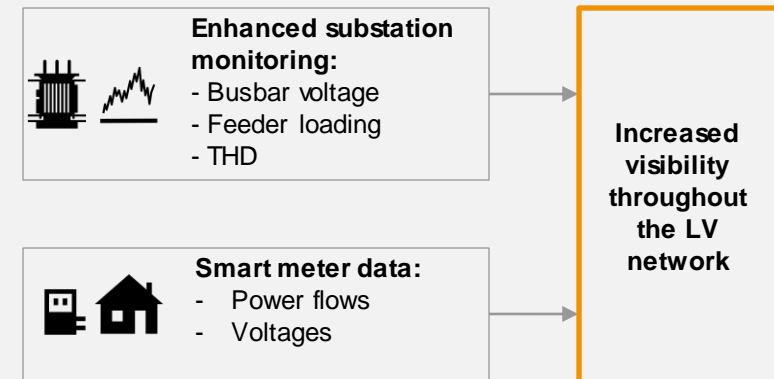 Enhanced substation
monitoring:
- Busbar voltage
- Feeder loading
- THD
Smart meter data:
- Power flows
- Voltages
Increased
visibility
throughout
the LV
network